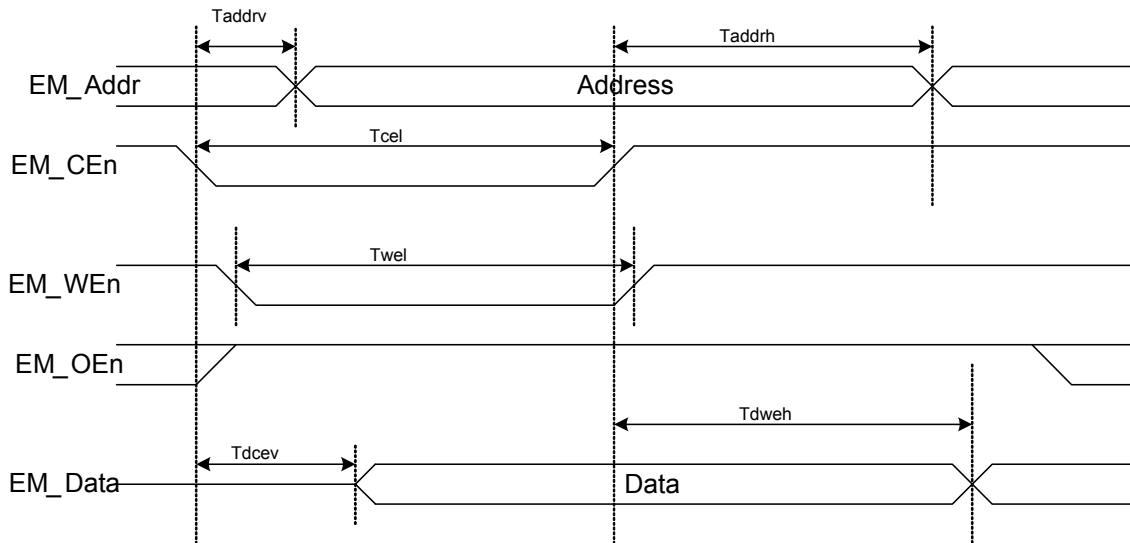 Taddrv
Taddrh
EM_Addr
Address
Tcel
EM_CEn
Twel
EM_WEn
EM_OEn
Tdweh
Tdcev
EM_Data
Data